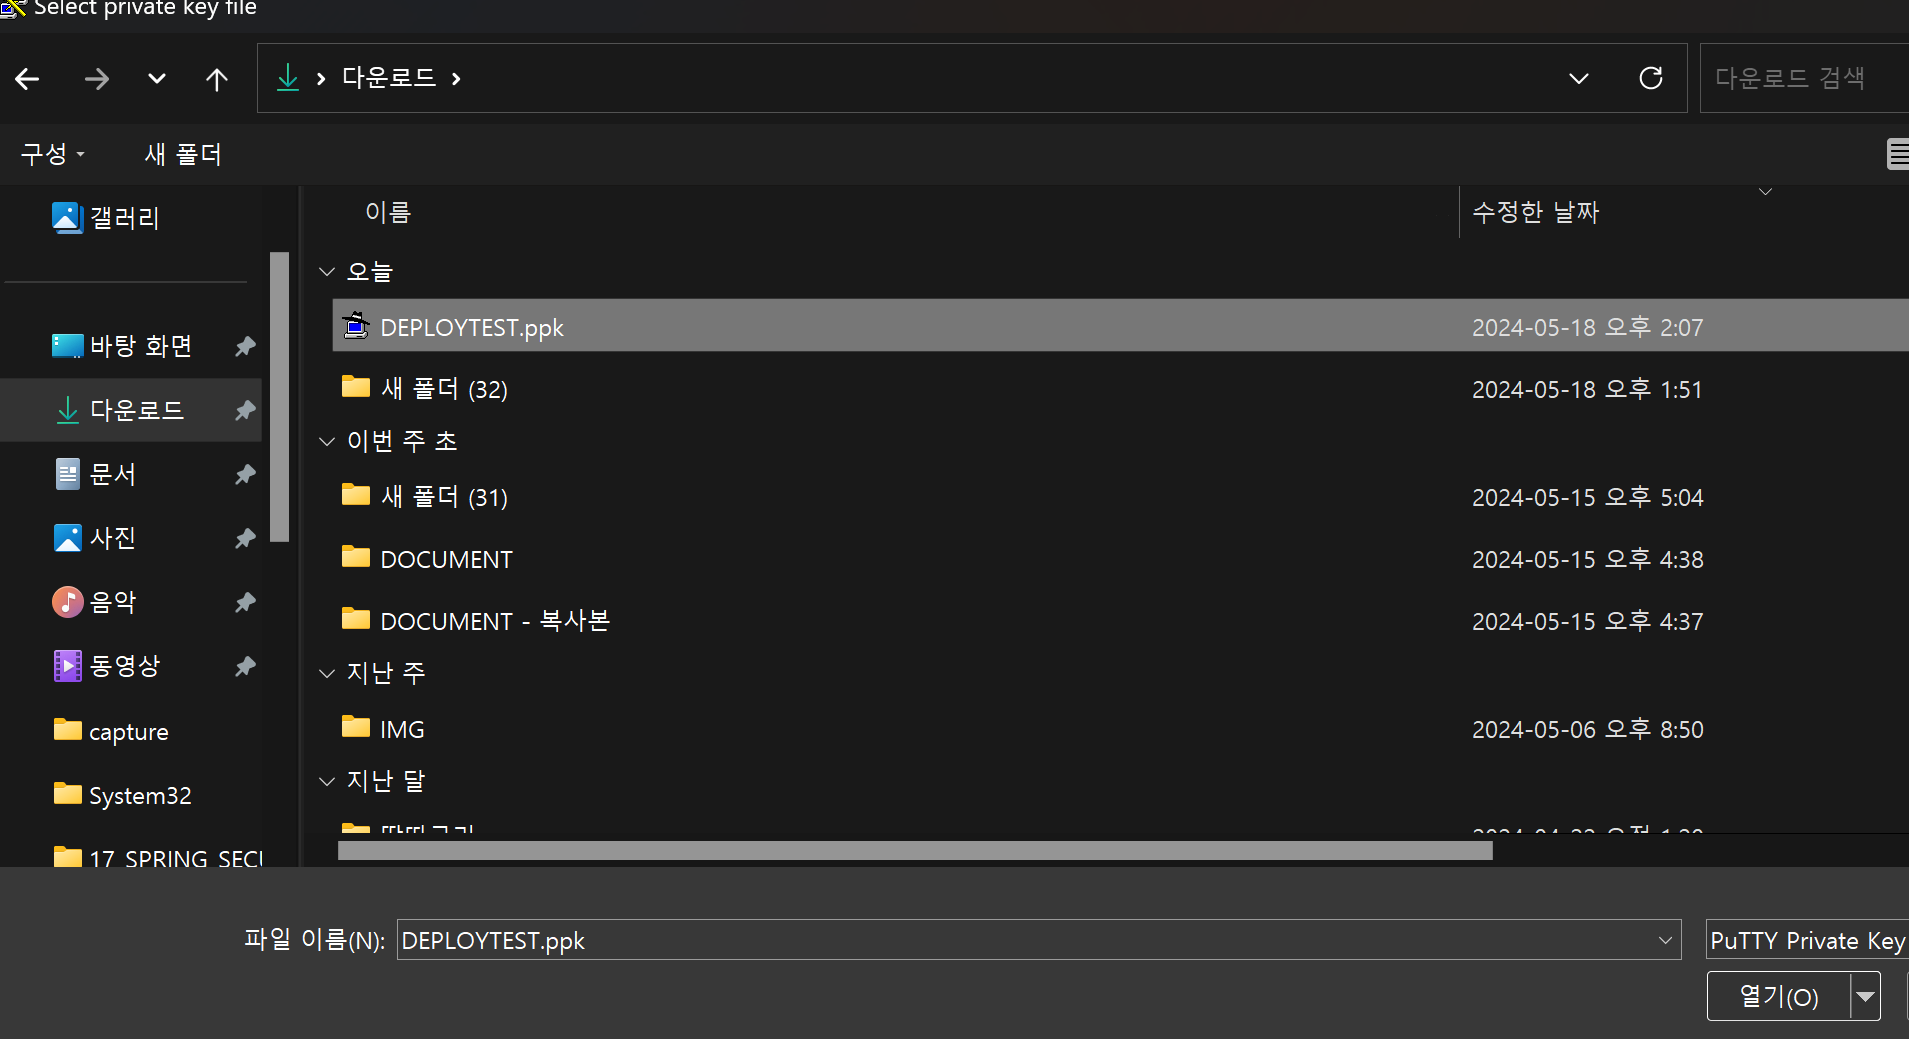 Select private key file
다운로드
다운로드 검색
구성
새 폴더
갤러리
바탕 화면
다운로드
문서
사진
음악
동영상
capture
System32
17_SPRING_SECU
이름
수정한 날짜
오늘
DEPLOYTEST.ppk 2024-05-18 오후 2:07
새 폴더 (32) 2024-05-18 오후 1:51
이번 주 초
새 폴더 (31) 2024-05-15 오후 5:04
DOCUMENT 2024-05-15 오후 4:38
DOCUMENT - 복사본 2024-05-15 오후 4:37
지난 주
IMG 2024-05-06 오후 8:50
지난 달
파일 이름(N): DEPLOYTEST.ppk
PuTTY Private Key
열기(O)